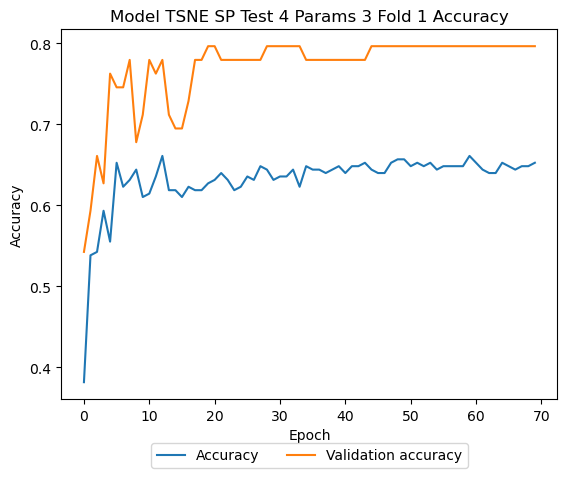 Model TSNE SP Test 4 Params 3 Fold 1 Accuracy
0.8
0.7
0.6
0.5
0.4
Accuracy
0 10 20 30 40 50 60 70
Epoch
Accuracy Validation accuracy